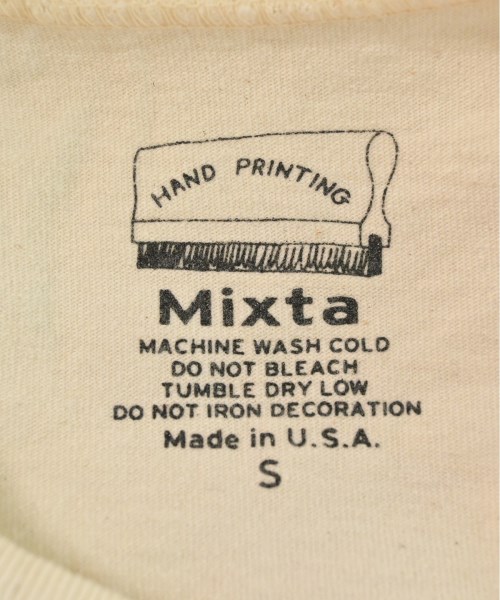 HAND PRINTING
Mixta
MACHINE WASH COLD
DO NOT BLEACH
TUMBLE DRY LOW
DO NOT IRON DECORATION
Made in U.S.A.
S